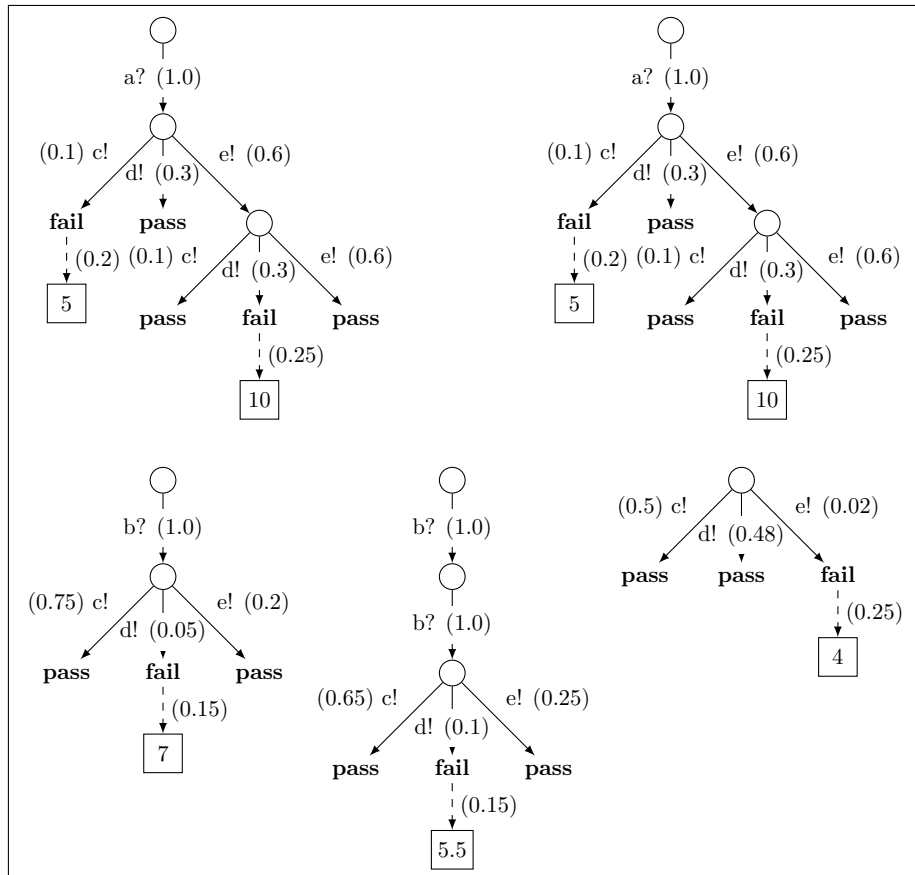 a? (1.0) a? (1.0)
(0.1) c! e! (0.6) (0.1) c! e! (0.6)
d! (0.3) d! (0.3)
fail pass fail pass
(0.2) (0.1) c! e! (0.6) (0.2) (0.1) c! e! (0.6)
d! (0.3) d! (0.3)
5 5
pass fail pass pass fail pass
(0.25) (0.25)
10 10
(0.5) c! e! (0.02)
b? (1.0) b? (1.0)
d! (0.48)
pass pass fail
(0.75) c! e! (0.2)
(0.25)
d! (0.05) b? (1.0)
4
pass fail pass
(0.65) c! e! (0.25)
(0.15)
d! (0.1)
7
pass fail pass
(0.15)
5.5